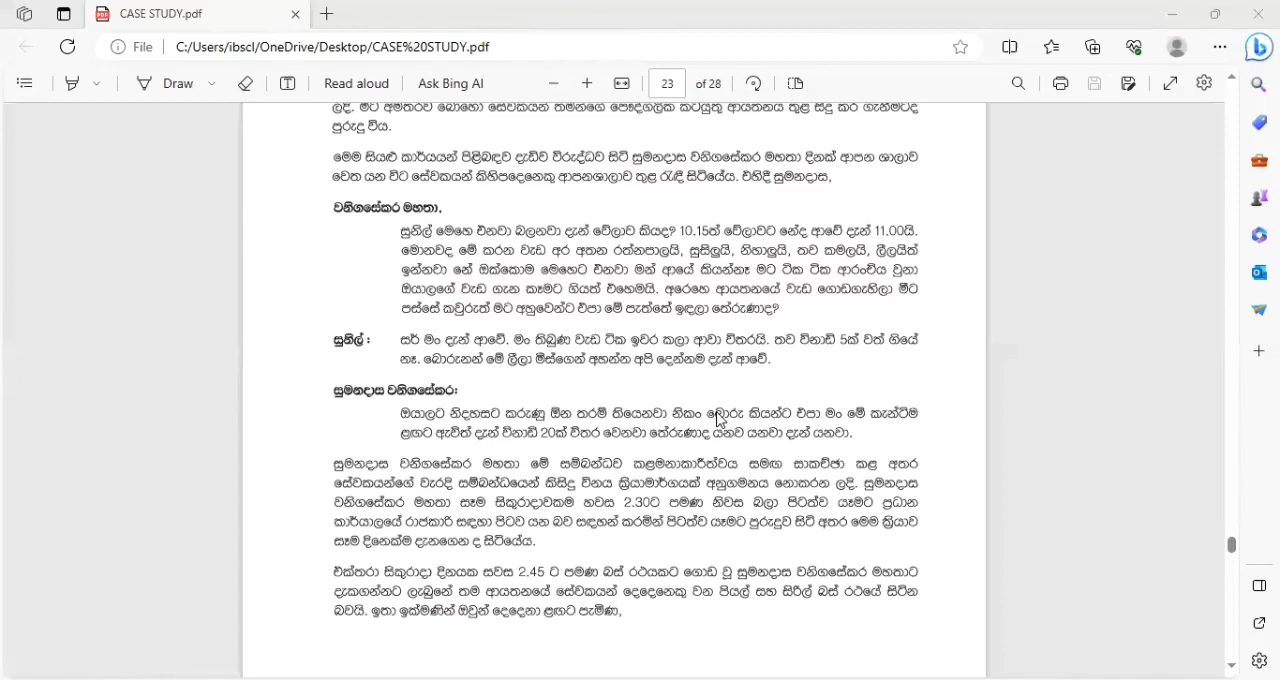 CASE STUDY.pdf
File C:/Users/ibscl/OneDrive/Desktop/CASE%20STUDY.pdf
Draw Read aloud Ask Bing AI 23 of 28
ලදි. මීට අමතරව බොහෝ සේවකයන් තමන්ගේ පෞද්ගලික කටයුතු ආයතනය තුළ සිදු කර ගැනීමටද
පුරුදු විය.
මෙම සියළු කාර්යයන් පිළිබඳව දැඩිව විරුද්ධව සිටි සුමනදාස වනිගසේකර මහතා දිනක් ආපන ශාලාව
වෙත යන විට සේවකයන් කිහිපදෙනෙකු ආපනශාලාව තුළ රැඳී සිටියේය. එහිදී සුමනදාස,
වනිගසේකර මහතා,
සුනිල් මෙහෙ එනවා බලනවා දැන් වේලාව කියද? 10.15ත් වේලාවට නේද ආවේ දැන් 11.00යි.
මොනවද මේ කරන වැඩ අර අතන රත්නපාලයි, සුසිලුයි, නිහාලුයි, තව කමලයි, ලීලයිත්
ඉන්නවා නේ ඔක්කොම මෙහෙට එනවා මන් ආයේ කියන්නෑ මට ටික ටික ආරංචිය වුනා
ඔයාලගේ වැඩ ගැන කෑමට ගියත් එහෙමයි. අරෙහෙ ආයතනයේ වැඩ ගොඩගැහිලා මීට
පස්සේ කවුරුත් මට අහුවෙන්ට එපා මේ පැත්තේ ඉඳලා තේරුණාද?
සුනිල් : සර් මං දැන් ආවේ. මං තිබුණ වැඩ ටික ඉවර කලා ආවා විතරයි. තව විනාඩි 5ක් වත් ගියේ
නෑ. බොරුනන් මේ ලීලා මිස්ගෙන් අහන්න අපි දෙන්නම දැන් ආවේ.
සුමනදාස වනිගසේකර:
ඔයාලට නිදහසට කරුණු ඕන තරම් තියෙනවා නිකං බොරු කියන්ට එපා මං මේ කැන්ටිම
ළඟට ඇවිත් දැන් විනාඩි 20ක් විතර වෙනවා තේරුණාද යනව යනවා දැන් යනවා.
සුමනදාස වනිගසේකර මහතා මේ සම්බන්ධව කළමනාකාරීත්වය සමඟ සාකච්ඡා කළ අතර
සේවකයන්ගේ වැරදි සම්බන්ධයෙන් කිසිදු විනය ක්‍රියාමාර්ගයක් අනුගමනය නොකරන ලදි. සුමනදාස
වනිගසේකර මහතා සෑම සිකුරාදාවකම හවස 2.30ට පමණ නිවස බලා පිටත්ව යෑමට ප්‍රධාන
කාර්යාලයේ රාජකාරි සඳහා පිටව යන බව සඳහන් කරමින් පිටත්ව යෑමට පුරුදුව සිටි අතර මෙම ක්‍රියාව
සෑම දිනෙක්ම දැනගෙන ද සිටියේය.
එක්තරා සිකුරාදා දිනයක සවස 2.45 ට පමණ බස් රථයකට ගොඩ වූ සුමනදාස වනිගසේකර මහතාට
දැකගන්නට ලැබුනේ තම ආයතනයේ සේවකයන් දෙදෙනෙකු වන පියල් සහ සිරිල් බස් රථයේ සිටින
බවයි. ඉතා ඉක්මණින් ඔවුන් දෙදෙනා ළඟට පැමිණ,